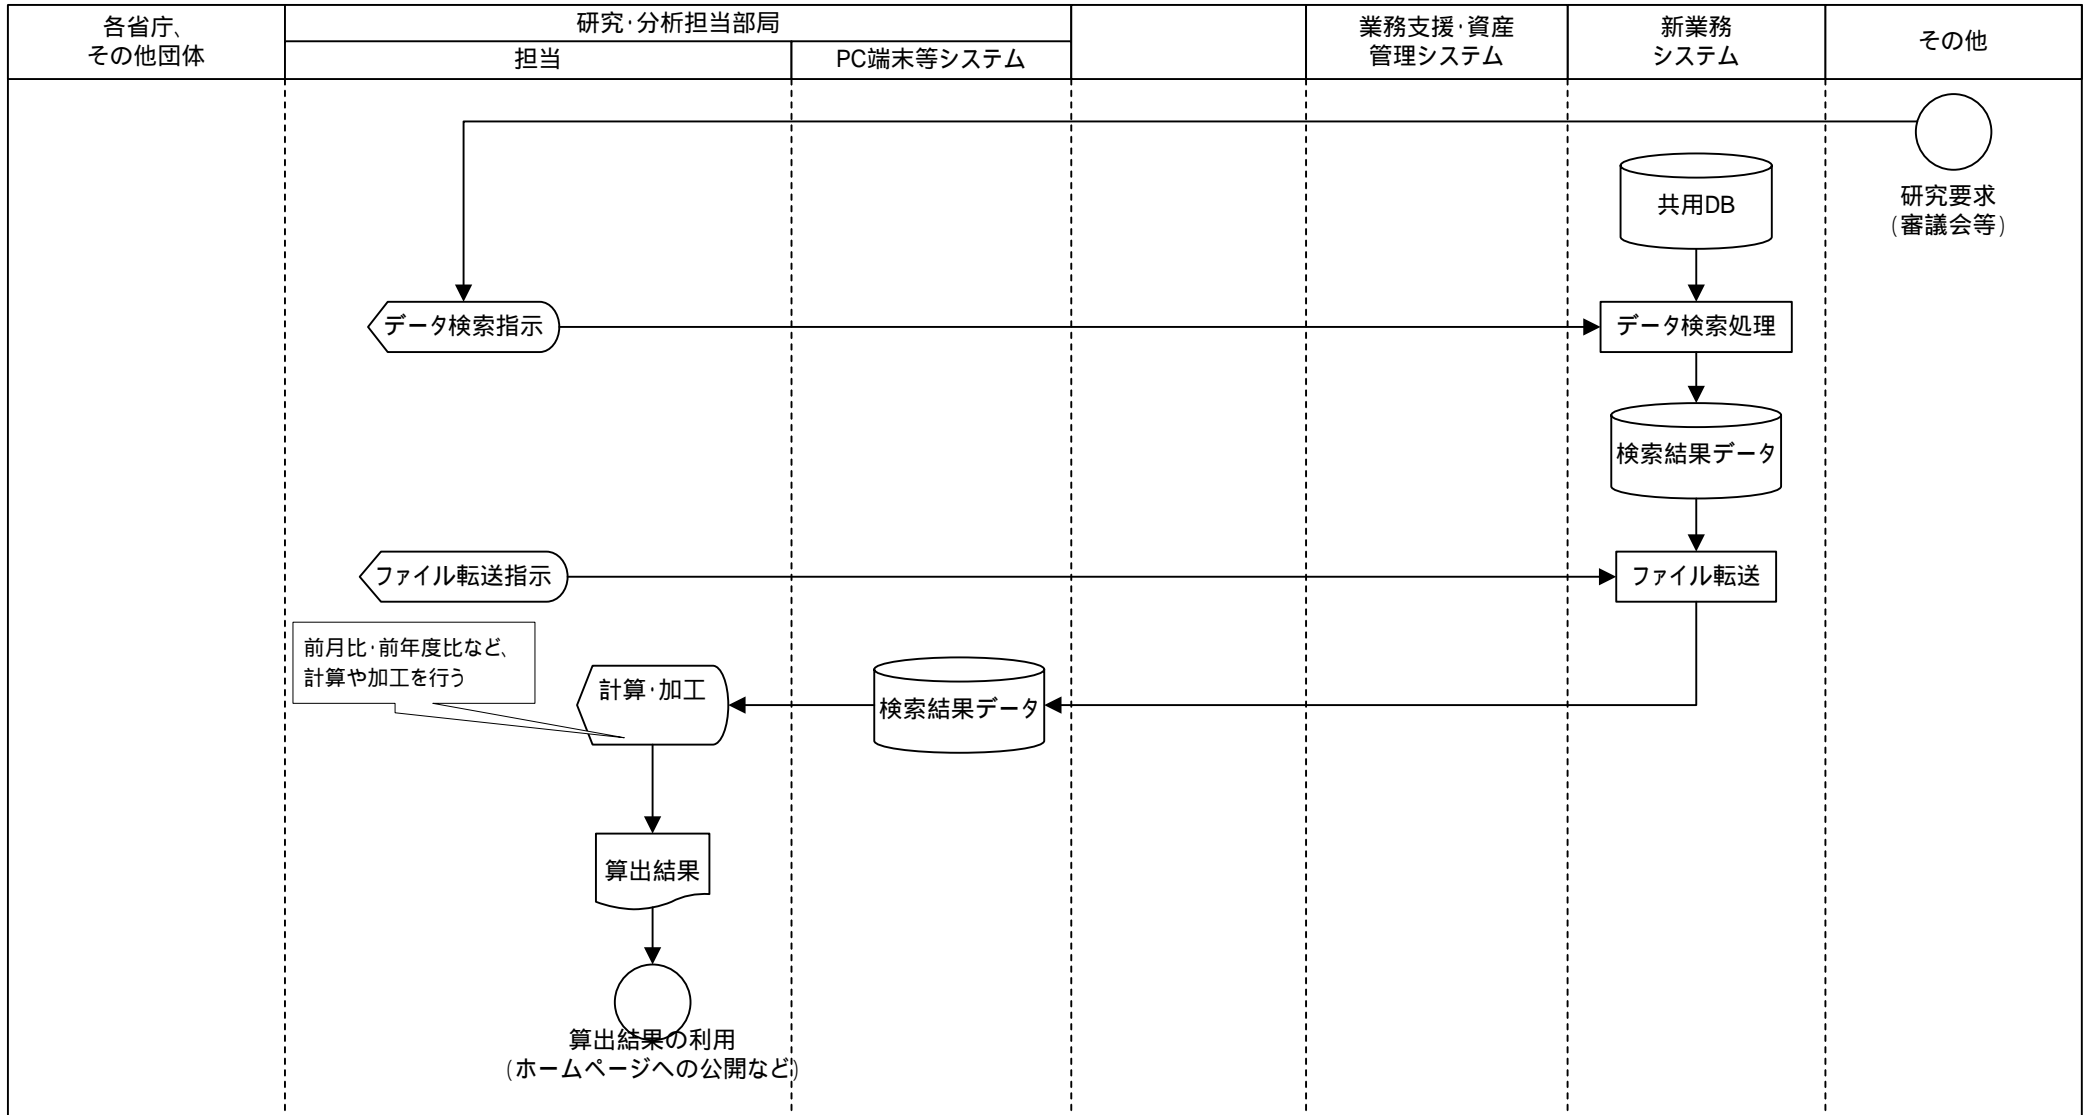 各省庁、
その他団体
研究・分析担当部局
担当
PC端末等システム
業務支援・資産
管理システム
新業務
システム
その他
研究要求
(審議会等)
共用DB
データ検索指示
データ検索処理
検索結果データ
ファイル転送指示
ファイル転送
前月比・前年度比など、
計算や加工を行う
計算・加工
検索結果データ
算出結果
算出結果の利用
(ホームページへの公開など)